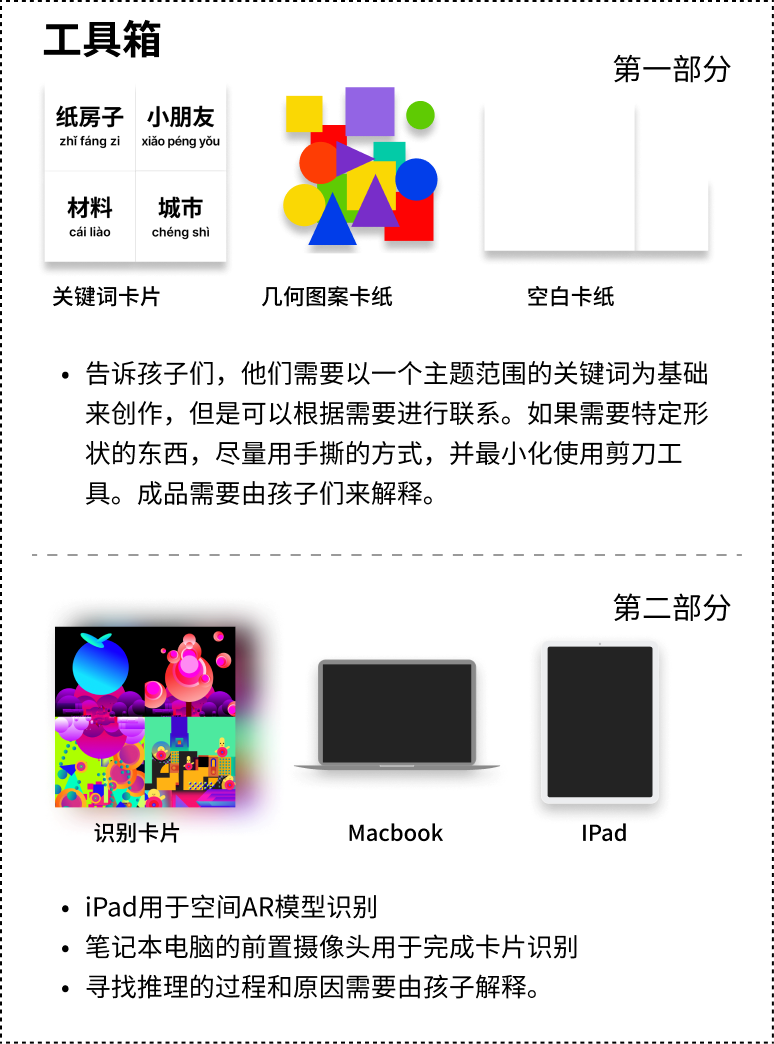 工具箱
第一部分
纸房子 小朋友
zhǐ fáng zi xiǎo péng yǒu
材料 城市
cái liào chéng shì
关键词卡片 几何图案卡纸 空白卡纸
• 告诉孩子们，他们需要以一个主题范围的关键词为基础
来创作，但是可以根据需要进行联系。如果需要特定形
状的东西，尽量用手撕的方式，并最小化使用剪刀工
具。成品需要由孩子们来解释。
第二部分
识别卡片 Macbook IPad
• iPad用于空间AR模型识别
• 笔记本电脑的前置摄像头用于完成卡片识别
• 寻找推理的过程和原因需要由孩子解释。